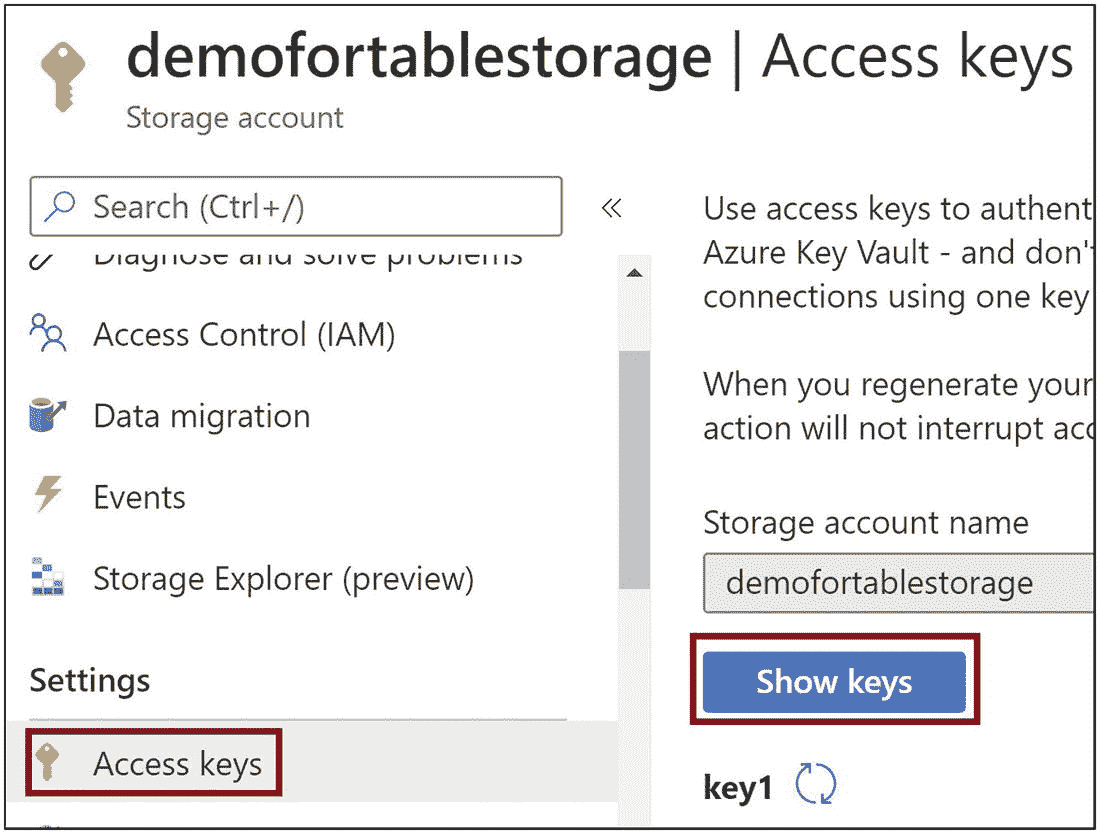 demofortablestorage | Access keys
Storage account
Search (Ctrl+/)
«
Diagnose and solve problems
Access Control (IAM)
Data migration
Events
Storage Explorer (preview)
Settings
Access keys
Use access keys to authent
Azure Key Vault - and don't
connections using one key
When you regenerate your
action will not interrupt acc
Storage account name
demofortablestorage
Show keys
key1